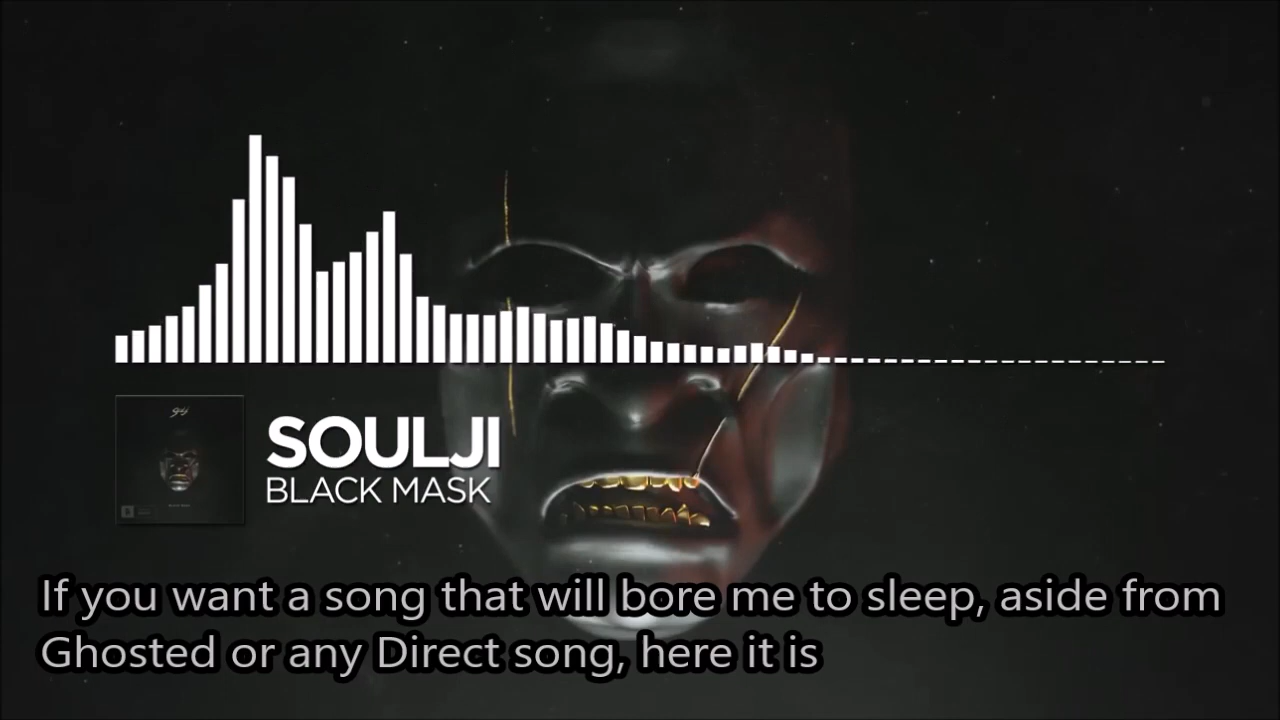 SOULJI
BLACK MASK
If you want a song that will bore me to sleep, aside from
Ghosted or any Direct song, here it is